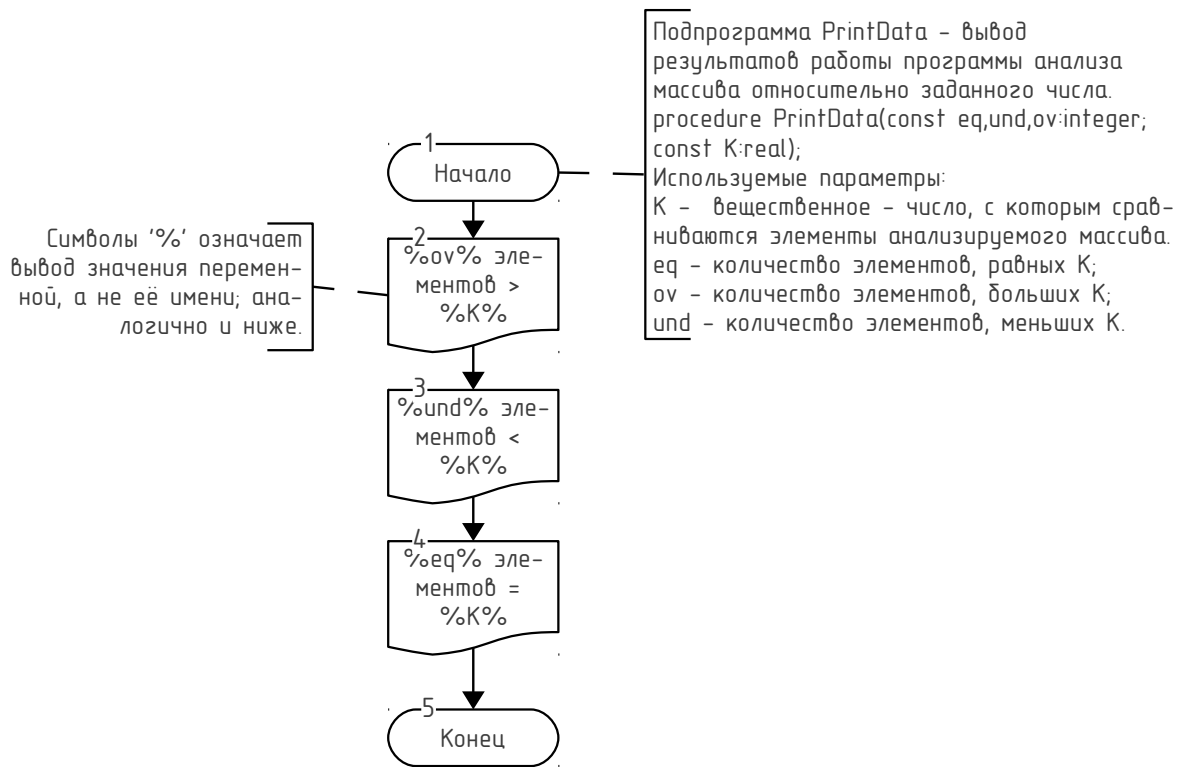 Подпрограмма PrintData – вывод
результатов работы программы анализа
массива относительно заданного числа.
procedure PrintData(const eq,und,ov:integer;
const K:real);
Используемые параметры:
K –  вещественное – число, с которым срав-
ниваются элементы анализируемого массива.
eq – количество элементов, равных K;
ov – количество элементов, больших K;
und – количество элементов, меньших K.
1
Начало
Символы '%' означает
вывод значения перемен-
ной, а не её имени; ана-
логично и ниже.
2
%ov% эле-
ментов >
%K%
3
%und% эле-
ментов <
%K%
4
%eq% эле-
ментов =
%K%
5
Конец